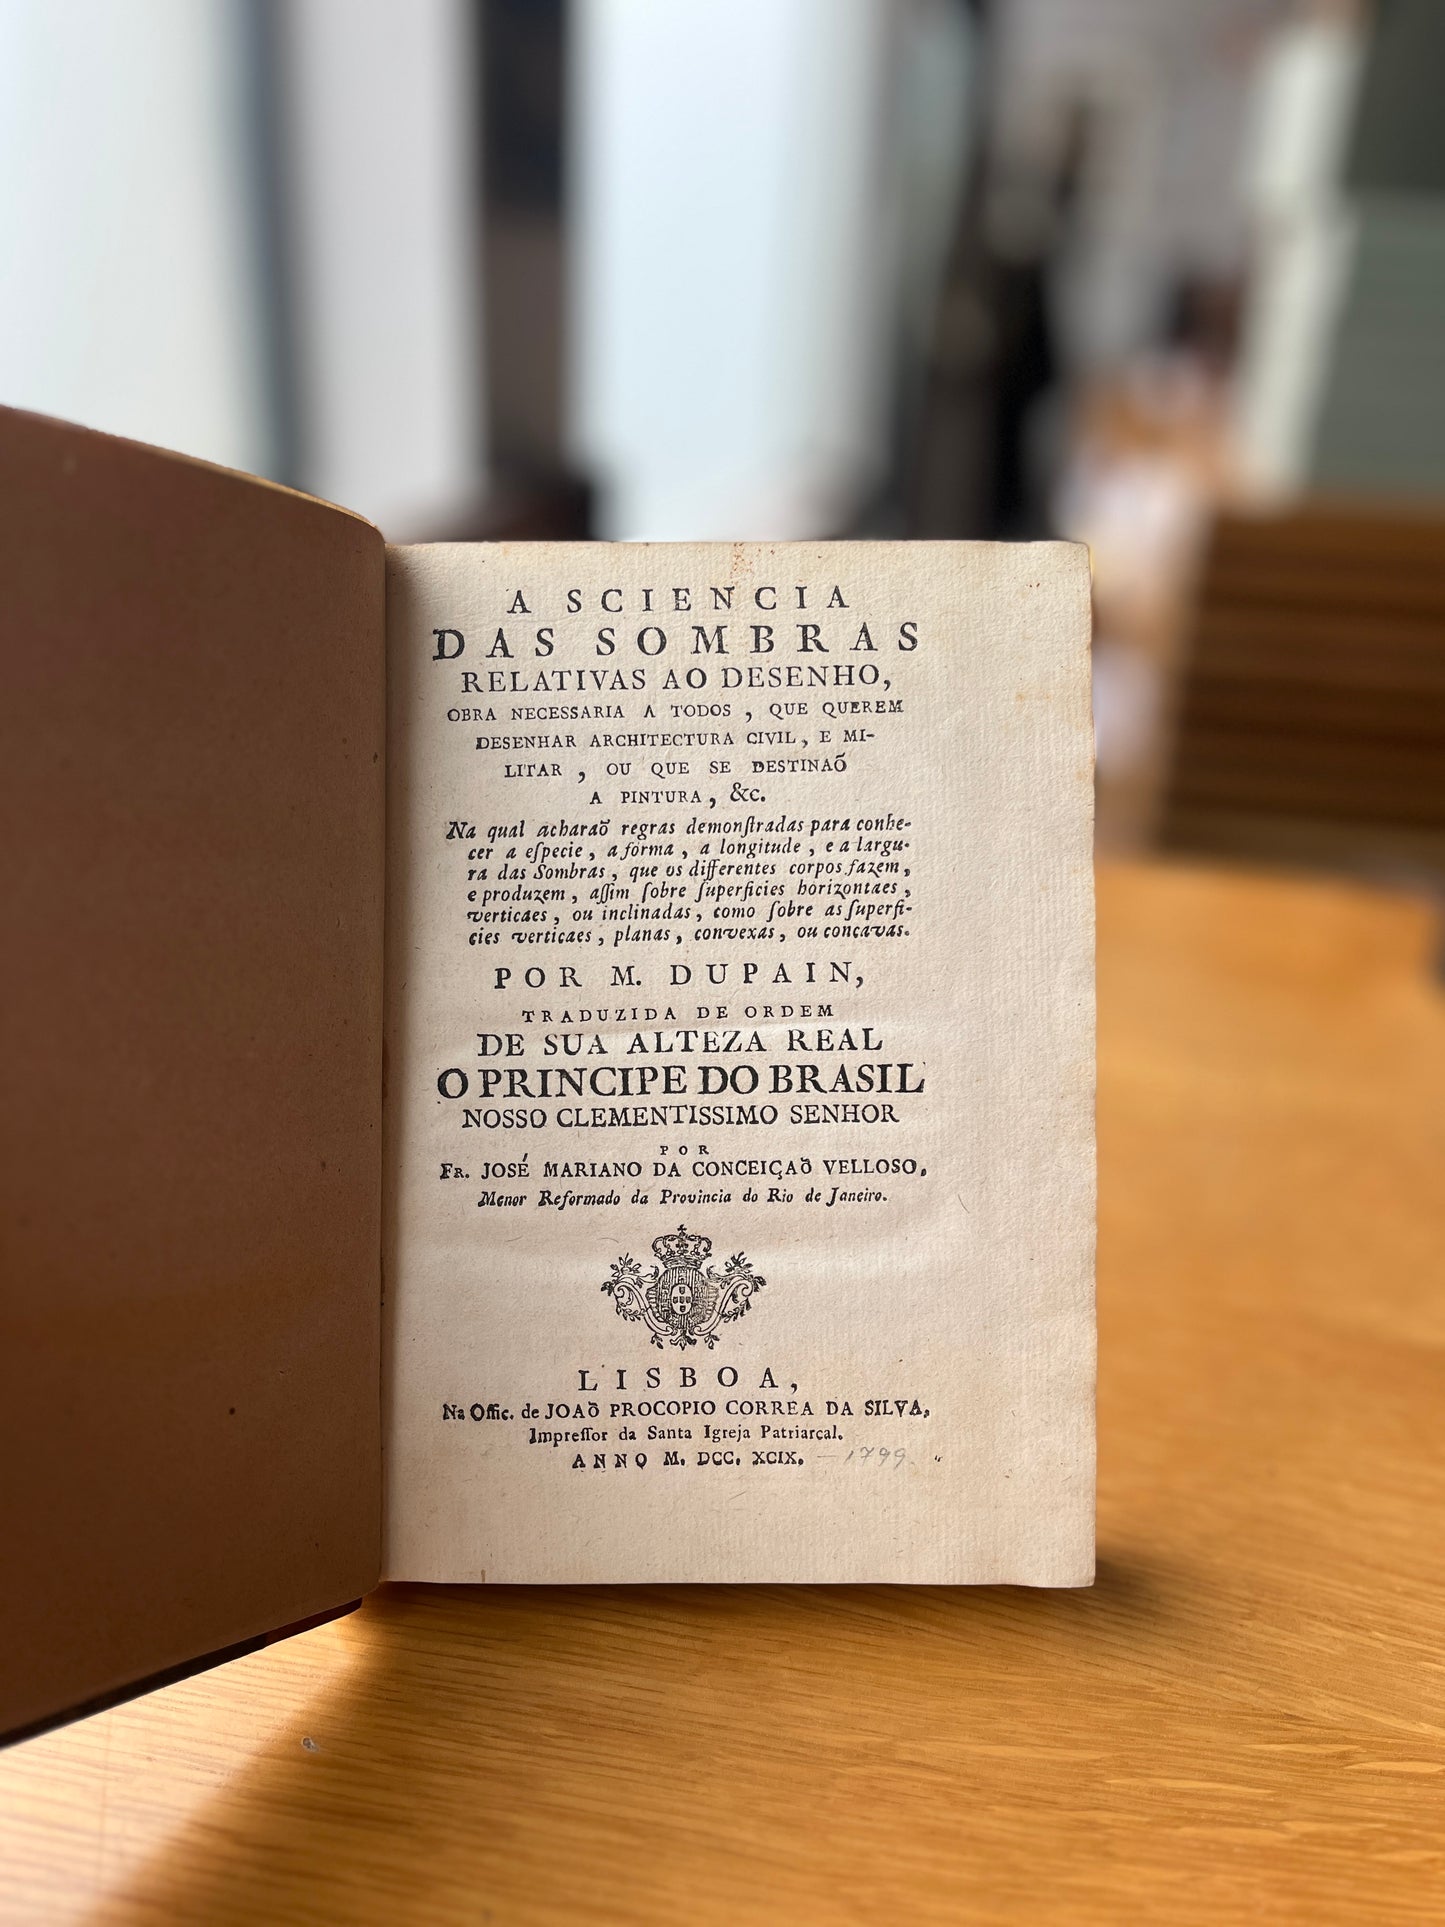 A SCIENCIA
DAS SOMBRAS
RELATIVAS AO DESENHO,
OBRA NECESSARIA A TODOS, QUE QUEREM
DESENHAR ARCHITECTURA CIVIL, E MI-
LITAR, OU QUE SE DESTINAÕ
A PINTURA, &C.
Na qual acharaõ regras demonſtradas para conhe-
cer a eſpecie, a fórma, a longitude, e a largu-
ra das Sombras, que os differentes corpos fazem,
e produzem, aſſim ſobre ſuperficies horizontaes,
verticaes, ou inclinadas, como ſobre as ſuperfi-
cies verticaes, planas, convexas, ou concavas.
POR M. DUPAIN,
TRADUZIDA DE ORDEM
DE SUA ALTEZA REAL
O PRINCIPE DO BRASIL
NOSSO CLEMENTISSIMO SENHOR
POR
FR. JOSÉ MARIANO DA CONCEIÇAÕ VELLOSO,
Menor Reformado da Provincia do Rio de Janeiro.
LISBOA,
Na Offic. de JOAÕ PROCOPIO CORREA DA SILVA,
Impreſſor da Santa Igreja Patriarcal.
ANNO M. DCC. XCIX. – 1799.